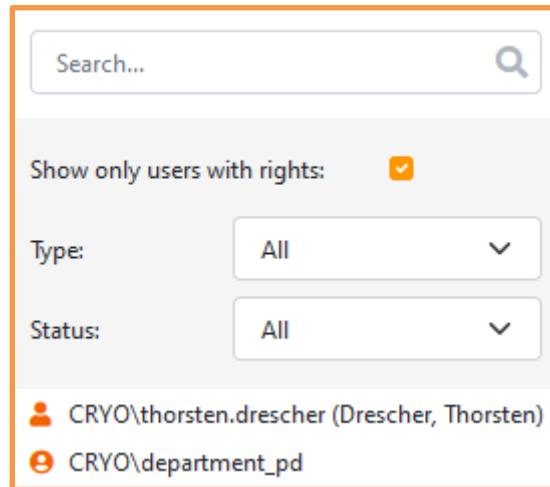 Search...
Show only users with rights:
Type: All
Status: All
CRYO\thorsten.drescher (Drescher, Thorsten)
CRYO\department_pd